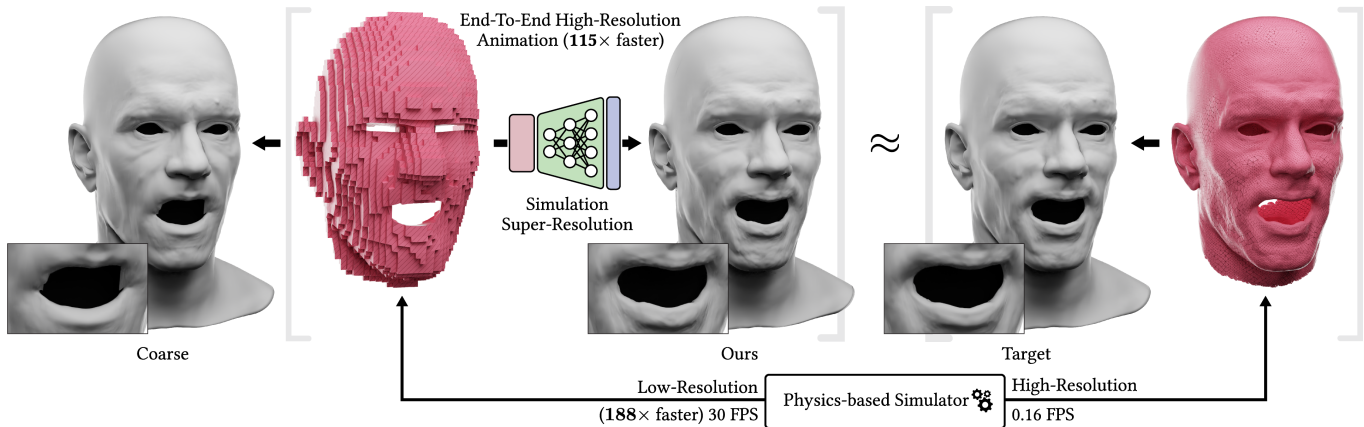 End-To-End High-Resolution
Animation (115× faster)
Simulation
Super-Resolution
≈
Coarse
Ours
Target
Low-Resolution
(188× faster) 30 FPS
Physics-based Simulator
High-Resolution
0.16 FPS